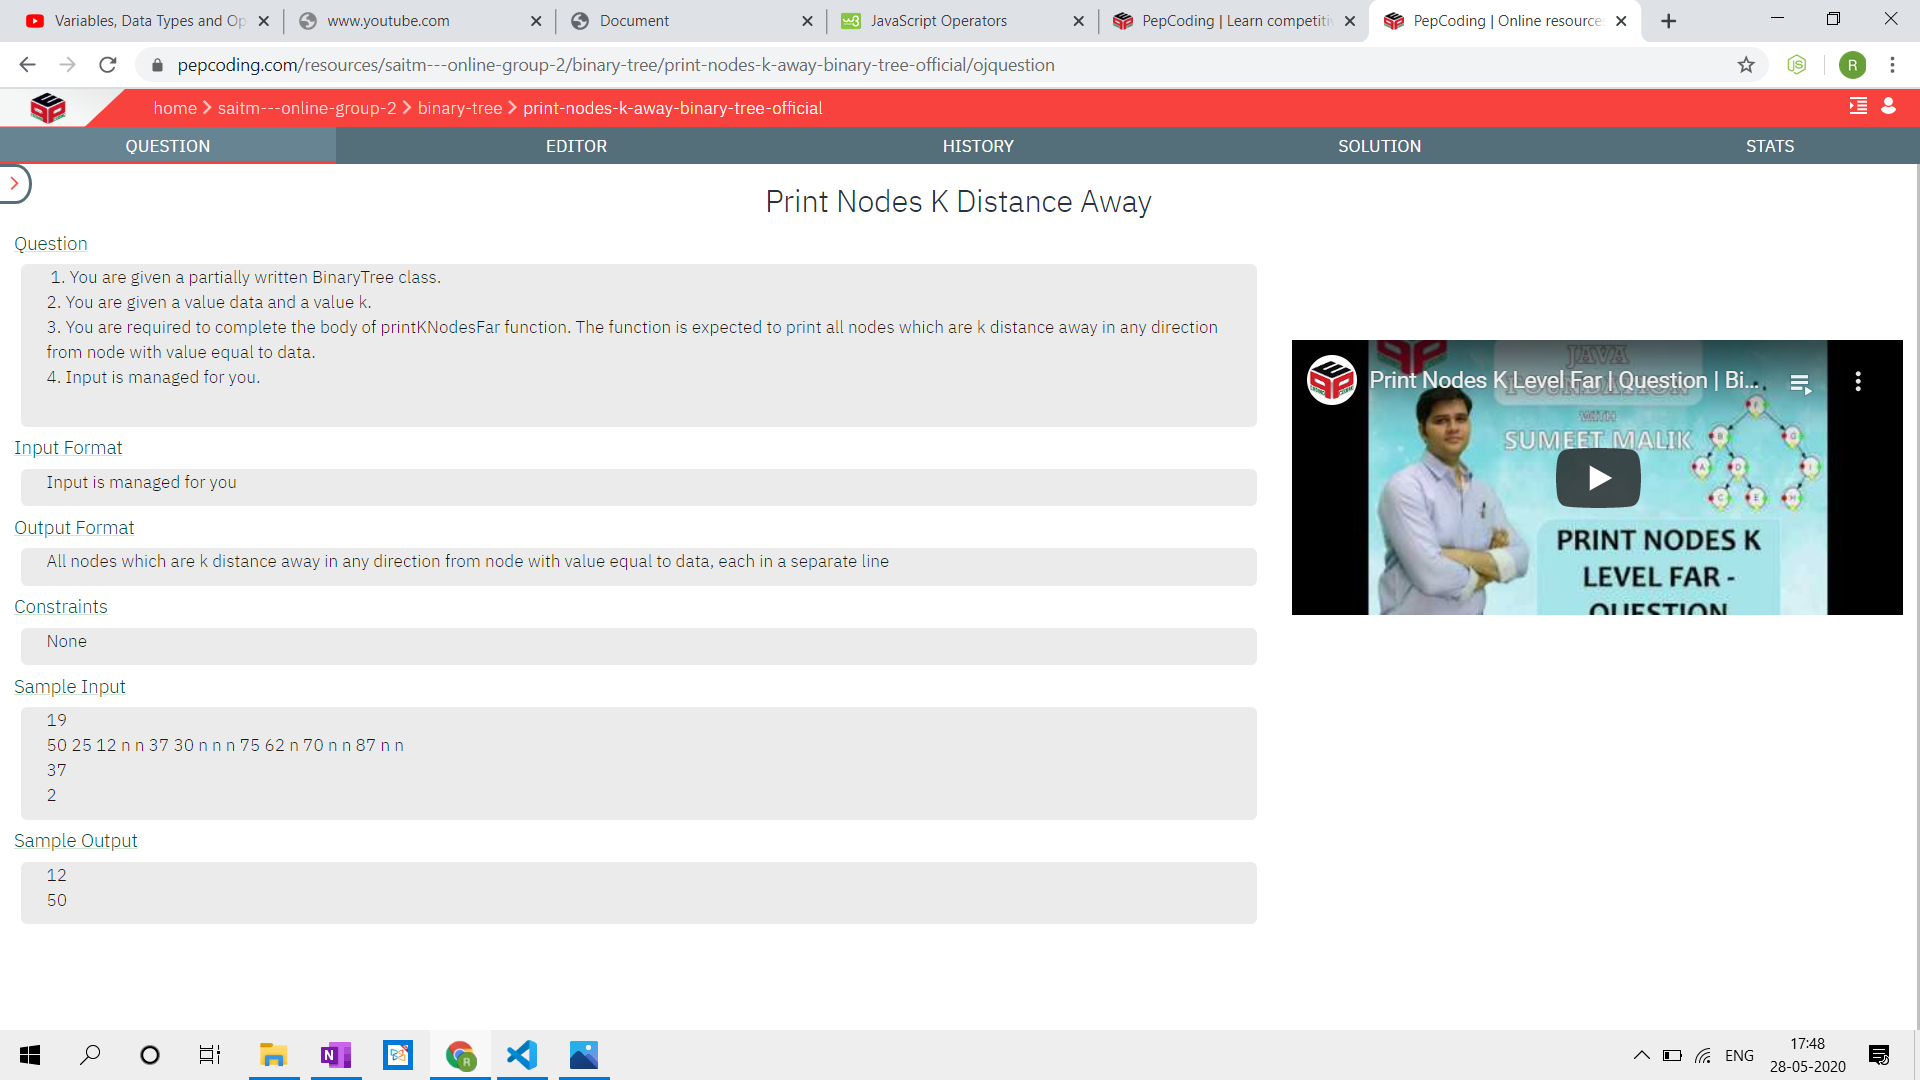 Variables, Data Types and Op
www.youtube.com
Document
JavaScript Operators
PepCoding | Learn competiti
PepCoding | Online resource
pepcoding.com/resources/saitm---online-group-2/binary-tree/print-nodes-k-away-binary-tree-official/ojquestion
R
home
saitm---online-group-2
binary-tree
print-nodes-k-away-binary-tree-official
QUESTION
EDITOR
HISTORY
SOLUTION
STATS
Print Nodes K Distance Away
Question
1. You are given a partially written BinaryTree class.
2. You are given a value data and a value k.
3. You are required to complete the body of printKNodesFar function. The function is expected to print all nodes which are k distance away in any direction
from node with value equal to data.
4. Input is managed for you.
Input Format
Input is managed for you
Output Format
All nodes which are k distance away in any direction from node with value equal to data, each in a separate line
Constraints
None
Sample Input
19
50 25 12 n n 37 30 n n n 75 62 n 70 n n 87 n n
37
2
Sample Output
12
50
Print Nodes K Level Far | Question | Bi...
JAVA
FOUNDATION
WITH
SUMEET MALIK
PRINT NODES K
LEVEL FAR -
QUESTION
ENG
17:48
28-05-2020